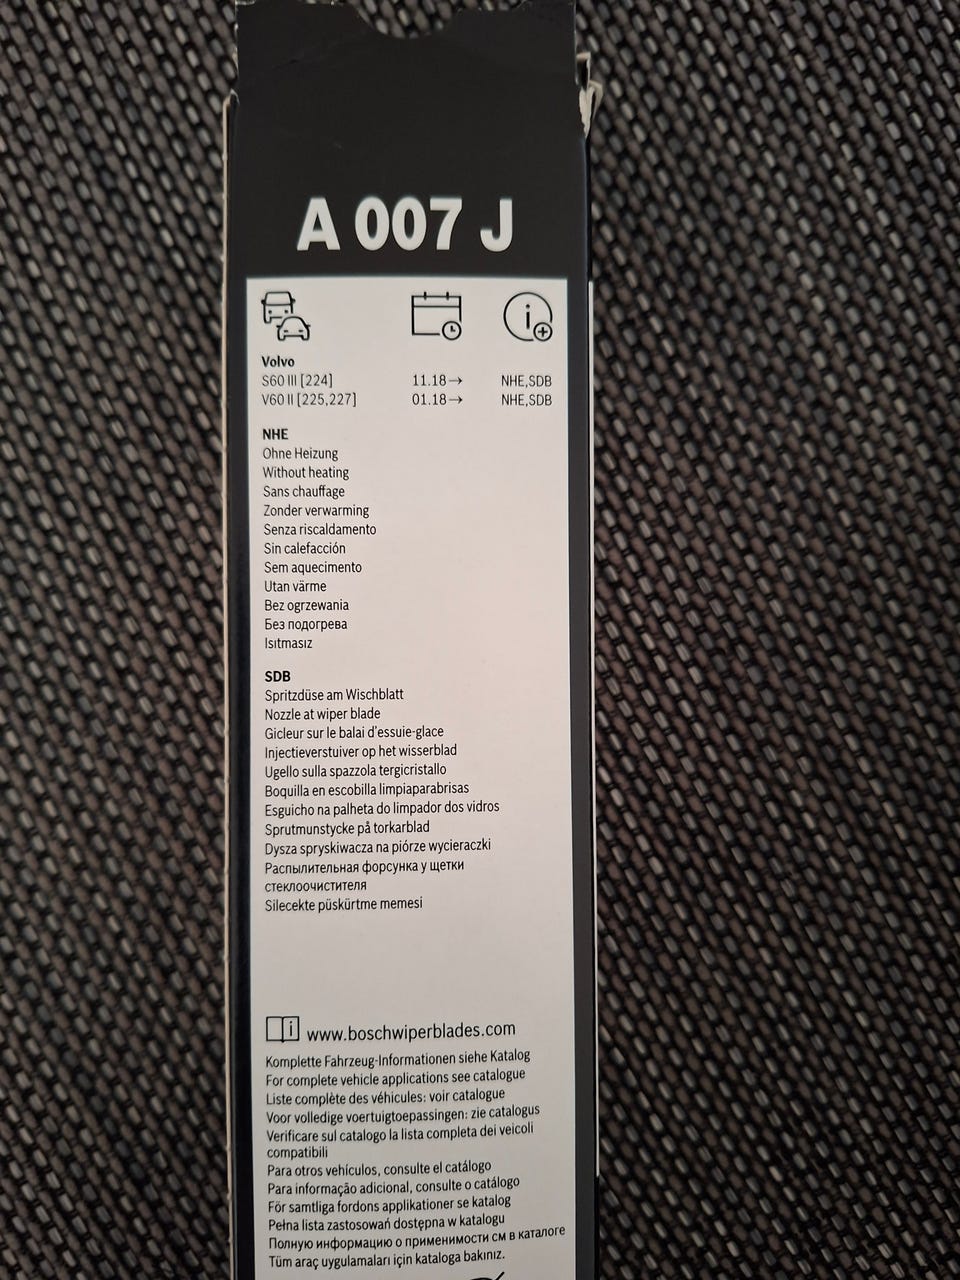 A 007 J
Volvo
S60 III [224] 11.18→ NHE,SDB
V60 II [225,227] 01.18→ NHE,SDB
NHE
Ohne Heizung
Without heating
Sans chauffage
Zonder verwarming
Senza riscaldamento
Sin calefacción
Sem aquecimento
Utan värme
Bez ogrzewania
Без подогрева
Isıtmasız
SDB
Spritzdüse am Wischblatt
Nozzle at wiper blade
Gicleur sur le balai d'essuie-glace
Injectieverstuiver op het wisserblad
Ugello sulla spazzola tergicristallo
Boquilla en escobilla limpiaparabrisas
Esguicho na palheta do limpador dos vidros
Sprutmunstycke på torkarblad
Dysza spryskiwacza na piórze wycieraczki
Распылительная форсунка у щетки
стеклоочистителя
Silecekte püskürtme memesi
www.boschwiperblades.com
Komplette Fahrzeug-Informationen siehe Katalog
For complete vehicle applications see catalogue
Liste complète des véhicules: voir catalogue
Voor volledige voertuigtoepassingen: zie catalogus
Verificare sul catalogo la lista completa dei veicoli
compatibili
Para otros vehículos, consulte el catálogo
Para informação adicional, consulte o catálogo
För samtliga fordons applikationer se katalog
Pełna lista zastosowań dostępna w katalogu
Полную информацию о применимости см в каталоге
Tüm araç uygulamaları için kataloga bakınız.